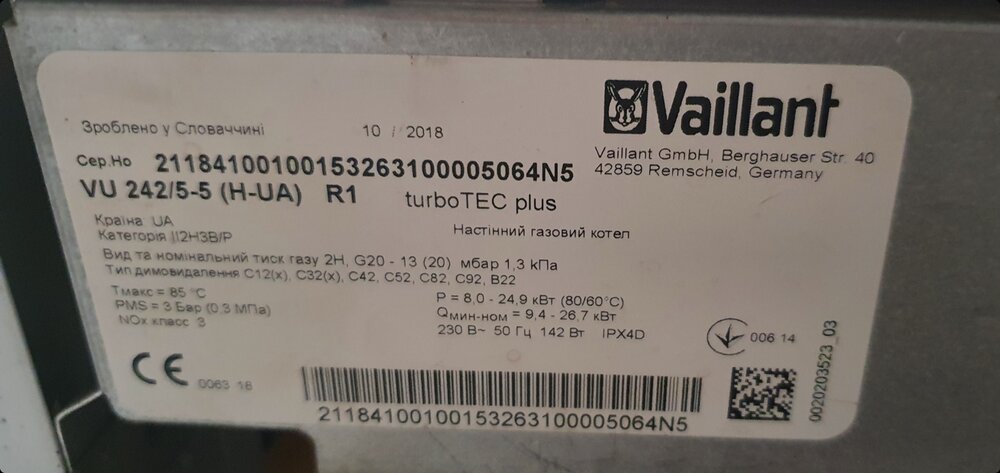 Vaillant
Зроблено у Словаччині 10 / 2018
Vaillant GmbH, Berghauser Str. 40
42859 Remscheid, Germany
Сер.Но 21184100100153263100005064N5
VU 242/5-5 (H-UA) R1 turboTEC plus
Країна UA
Настінний газовий котел
Категорія II2H3B/P
Вид та номінальний тиск газу 2H, G20 - 13 (20) мбар 1,3 кПа
Тип димовидалення C12(x), C32(x), C42, C52, C82, C92, B22
Tмакс = 85 °C
PMS = 3 Бар (0.3 МПа)
NOx класс 3
P = 8,0 - 24,9 кВт (80/60°C)
Qмин-ном = 9,4 - 26,7 кВт
230 В~ 50 Гц 142 Вт IPX4D
006 14
CE 0063 18
21184100100153263100005064N5
0020203523_03